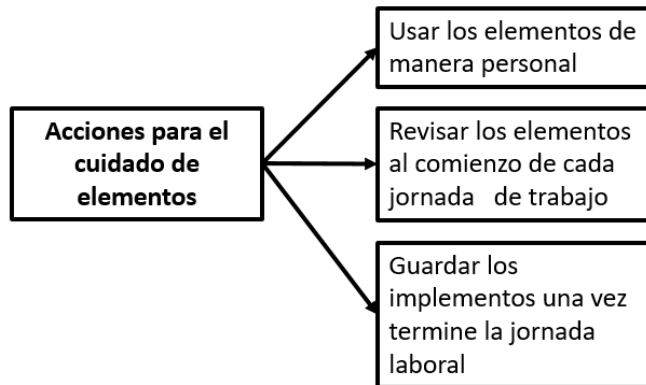 Acciones para el
cuidado de
elementos
Usar los elementos de
manera personal
Revisar los elementos
al comienzo de cada
jornada de trabajo
Guardar los
implementos una vez
termine la jornada
laboral